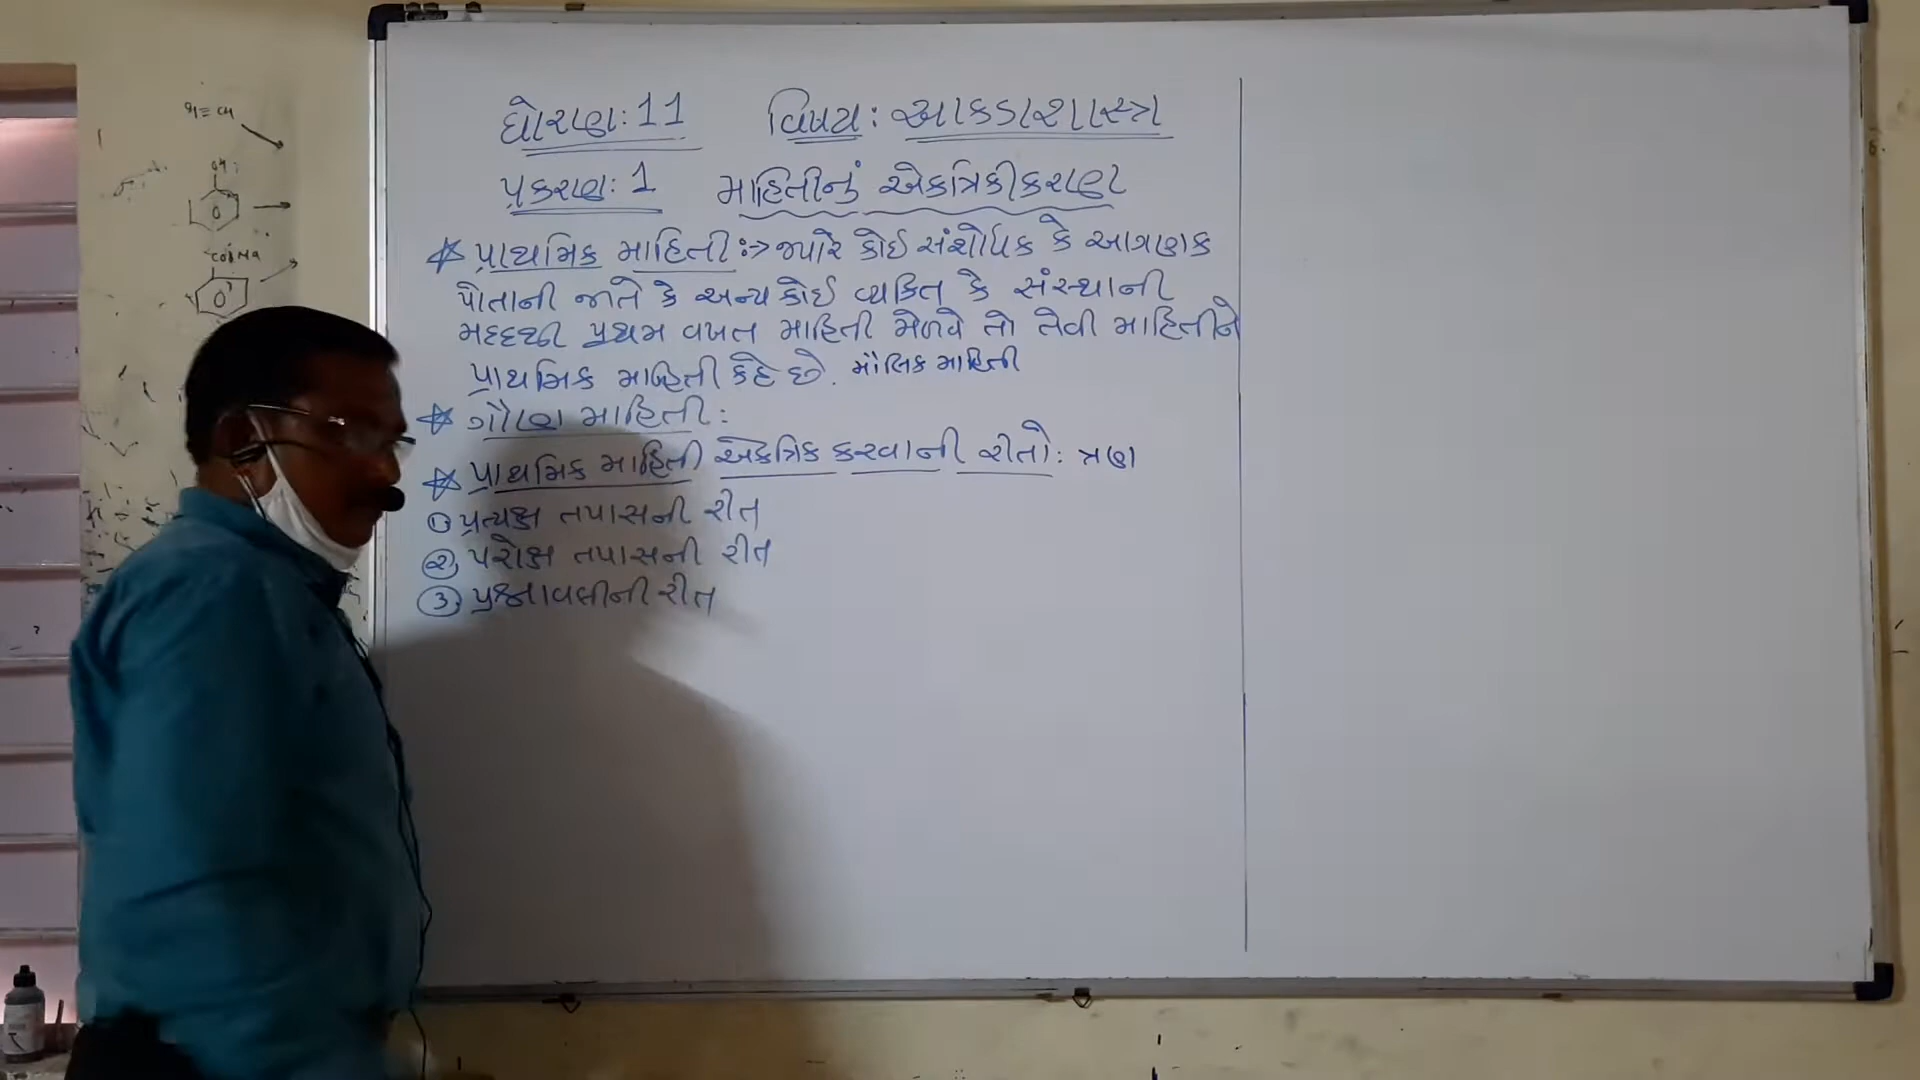 ધોરણ: 11 વિષય: આકડાશાસ્ત્ર
પ્રકરણ: 1 માહિતીનું એકત્રિકીકરણ
☆ પ્રાથમિક માહિતી :-> જ્યારે કોઈ સંશોધક કે આગણક
પોતાની જાતે કે અન્ય કોઈ વ્યકિત કે સંસ્થાની
મદદથી પ્રથમ વખત માહિતી મેળવે તો તેવી માહિતીને
પ્રાથમિક માહિતી કહે છે. મૌલિક માહિતી
☆ ગૌણ માહિતી:
☆ પ્રાથમિક માહિતી એકત્રિક કરવાની રીતો: ત્રણ
① પ્રત્યક્ષ તપાસની રીત
② પરોક્ષ તપાસની રીત
③ પ્રશ્નાવલીની રીત